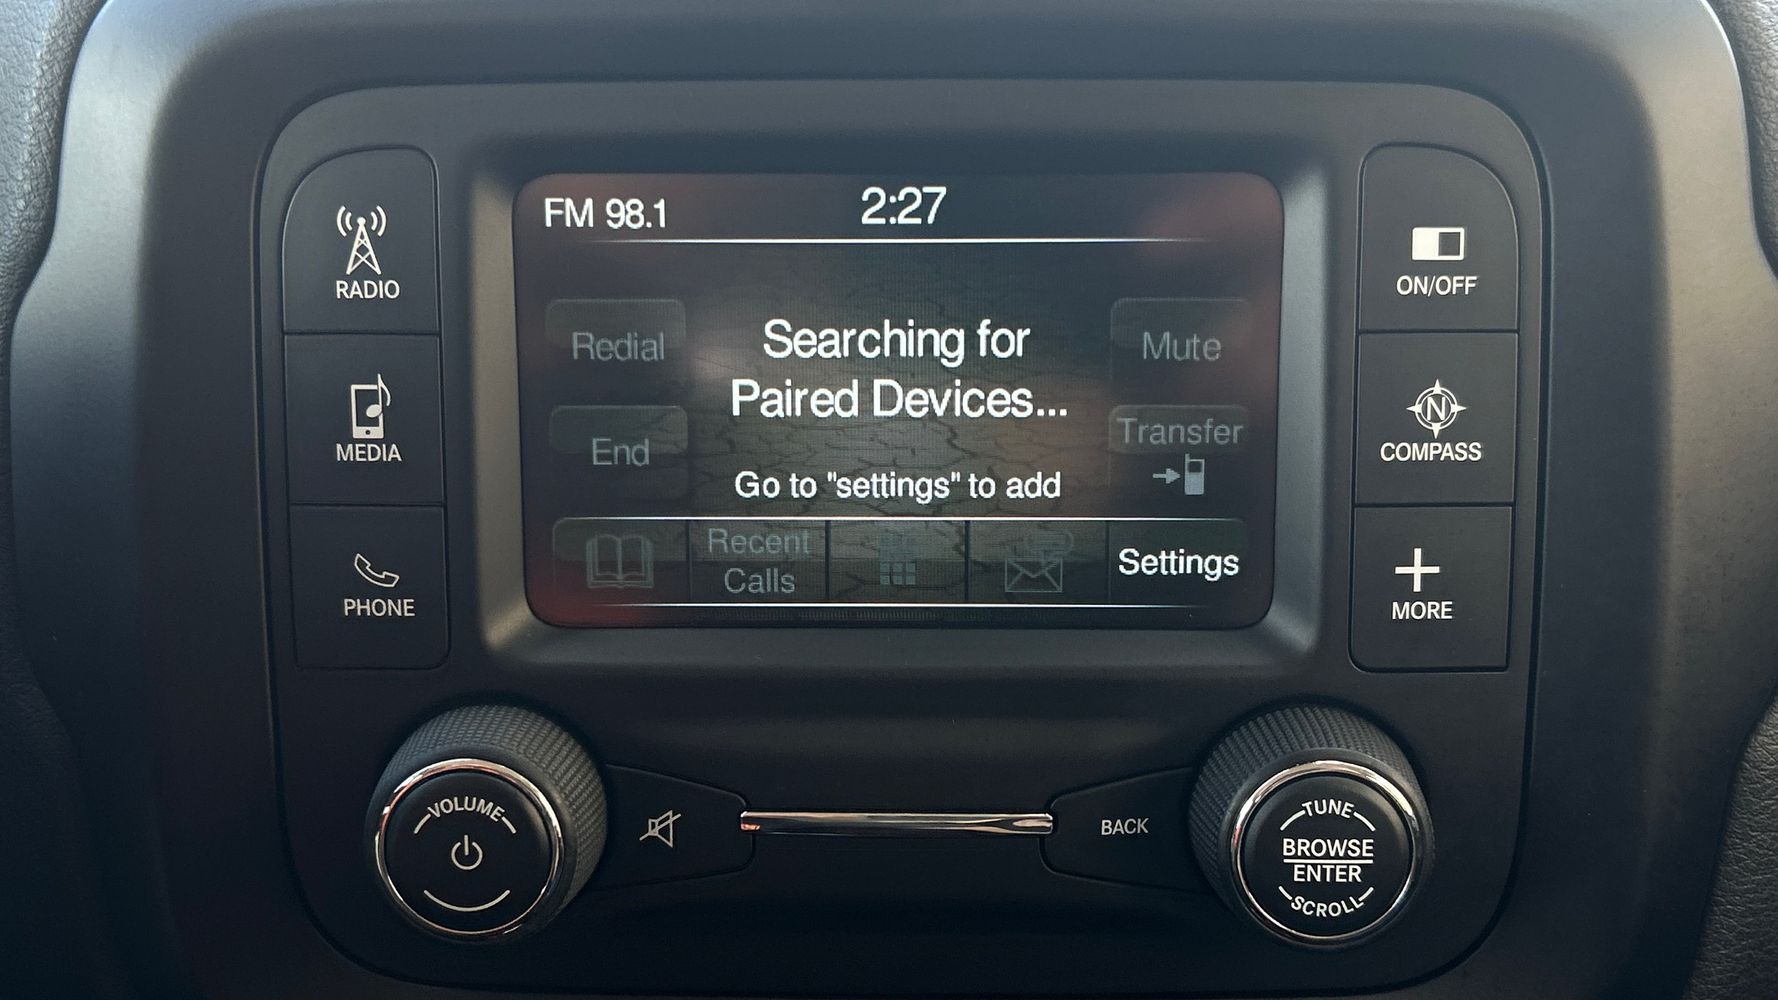 FM 98.1
2:27
RADIO
MEDIA
PHONE
Redial
End
Searching for
Paired Devices...
Go to "settings" to add
Mute
Transfer
Recent
Calls
Settings
ON/OFF
N
COMPASS
MORE
VOLUME
BACK
TUNE
BROWSE
ENTER
SCROLL